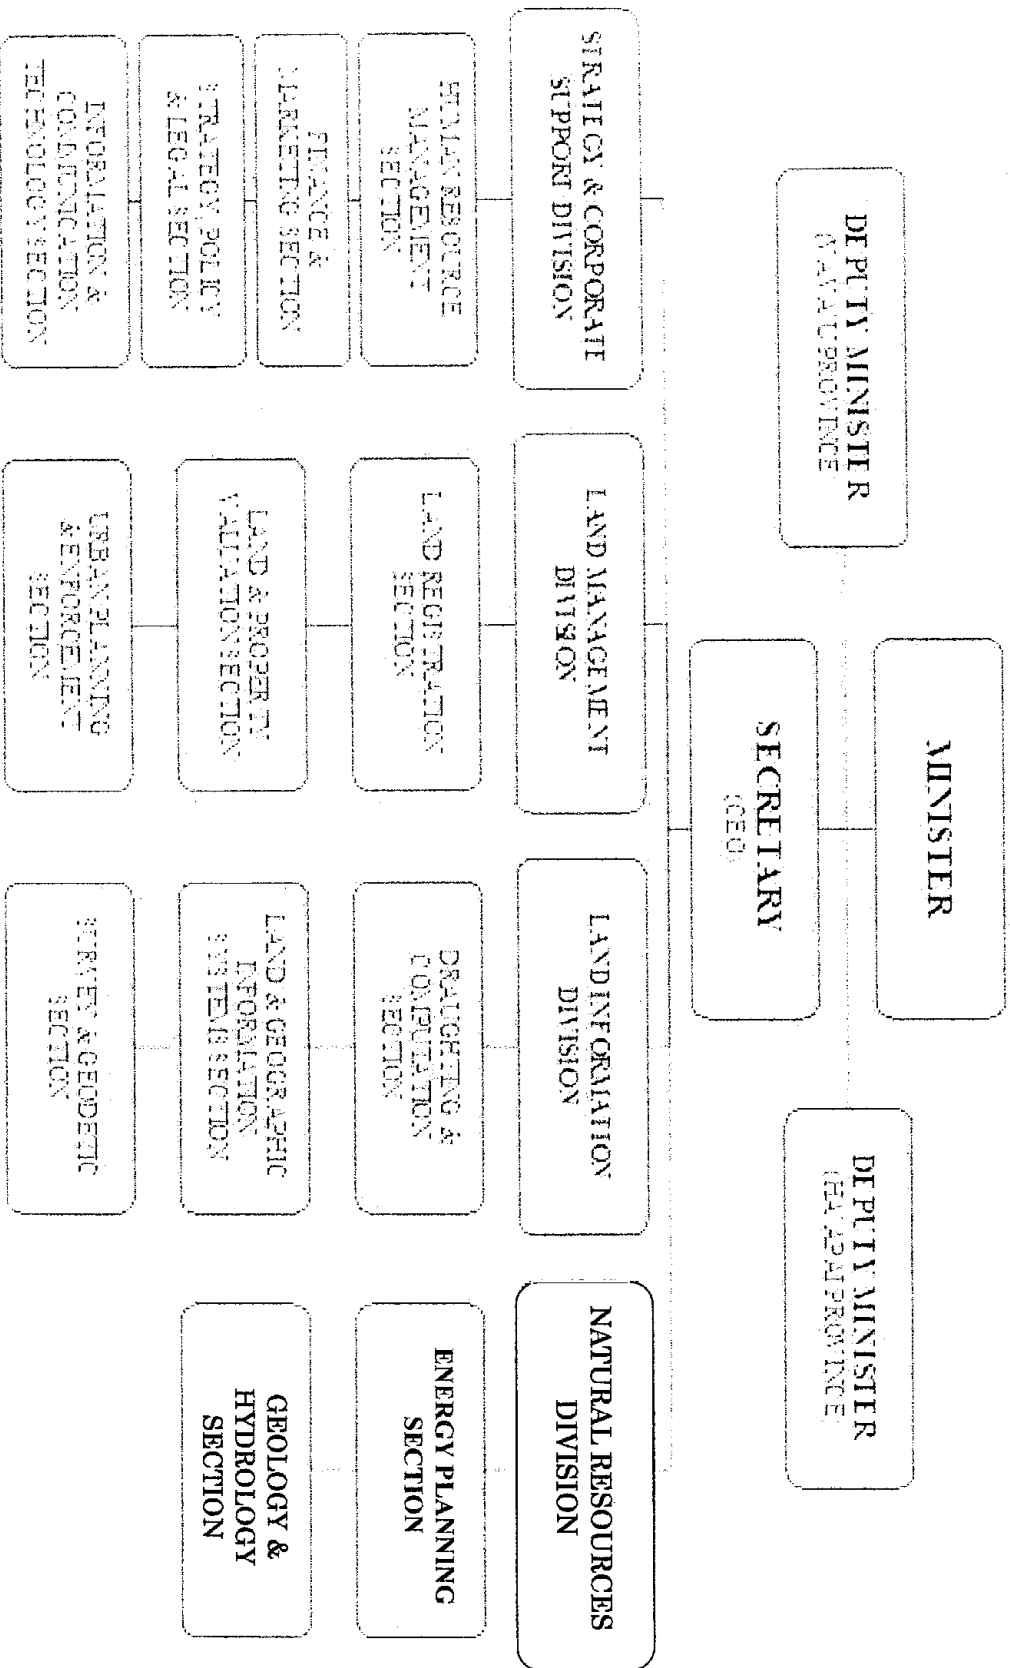 MINISTER
DEPUTY MINISTER
DEPUTY MINISTER
(HA'APAI PROVINCE)
SECRETARY
(CEO)
STRATEGY & CORPORATE
SUPPORT DIVISION
HUMAN RESOURCE
MANAGEMENT
SECTION
FINANCE &
MARKETING SECTION
STRATEGY, POLICY
& LEGAL SECTION
INFORMATION &
COMMUNICATION
TECHNOLOGY SECTION
LAND MANAGEMENT
DIVISION
LAND REGISTRATION
SECTION
LAND & PROPERTY
VALUATION SECTION
URBAN PLANNING
& ENFORCEMENT
SECTION
LAND INFORMATION
DIVISION
DRAUGHTING &
COMPUTATION
SECTION
LAND & GEOGRAPHIC
INFORMATION
SYSTEMS SECTION
SURVEY & GEODETIC
SECTION
NATURAL RESOURCES
DIVISION
ENERGY PLANNING
SECTION
GEOLOGY &
HYDROLOGY
SECTION